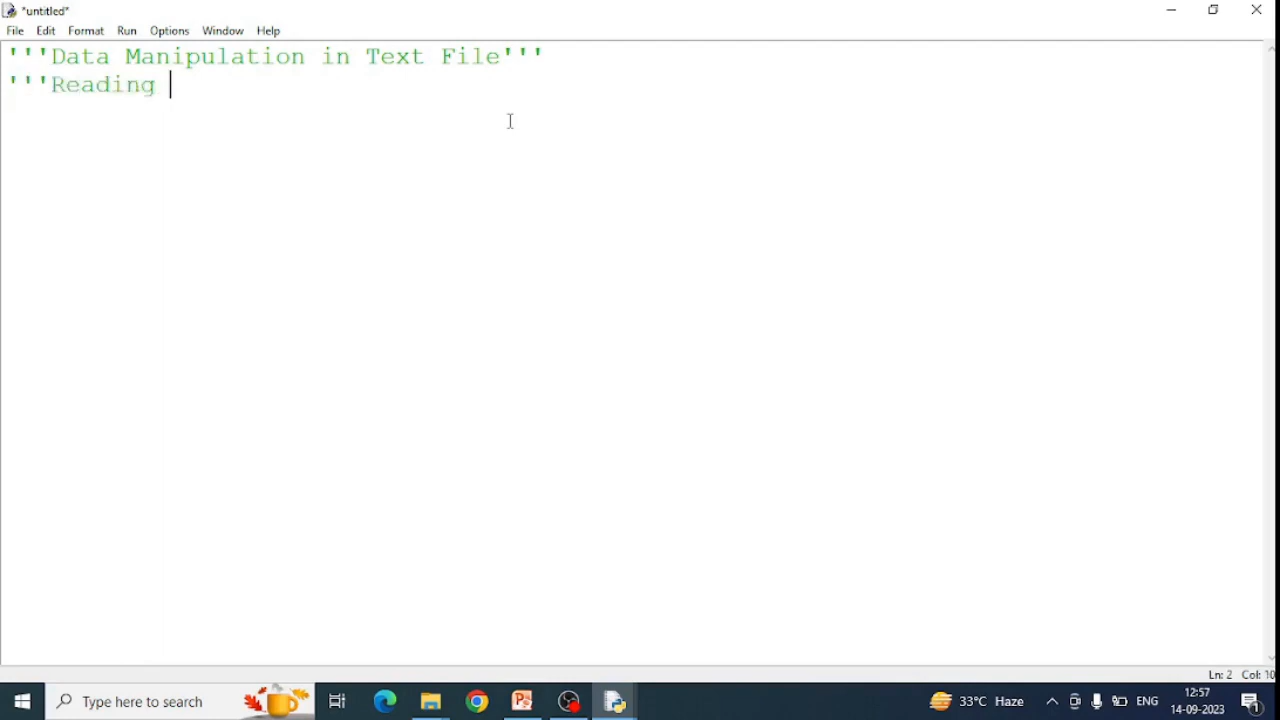 *untitled*
File Edit Format Run Options Window Help
'''Data Manipulation in Text File'''
'''Reading
Ln: 2 Col: 10
Type here to search
33°C Haze
ENG
12:57
14-09-2023
1